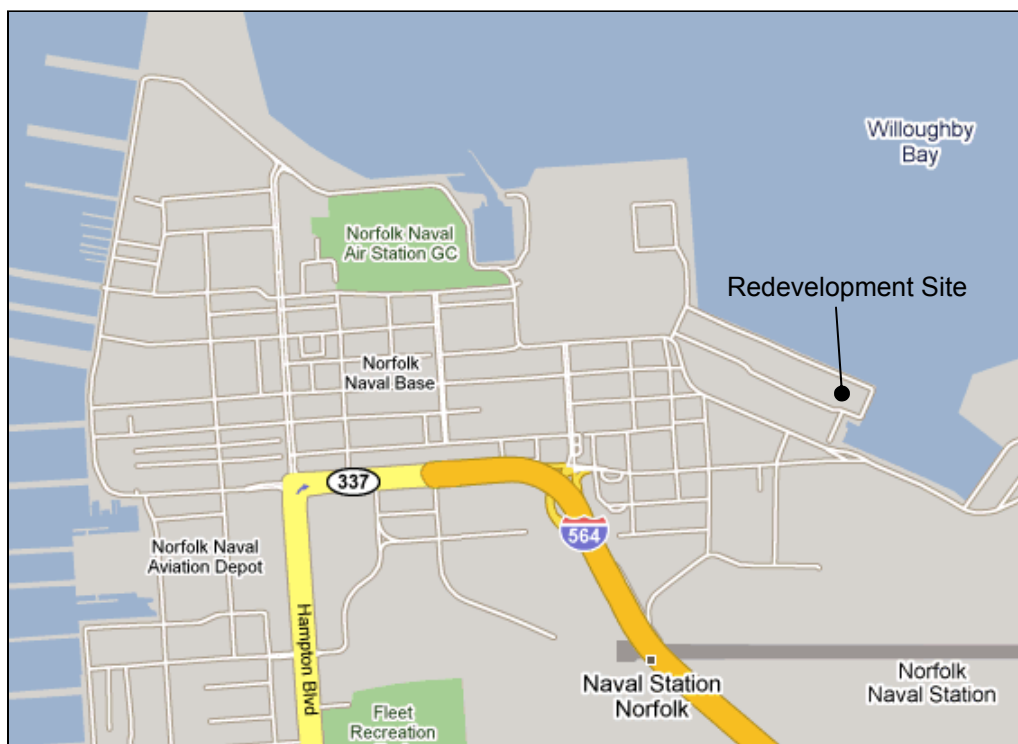 Willoughby
Bay
Norfolk Naval
Air Station GC
Redevelopment Site
Norfolk
Naval Base
337
564
Norfolk Naval
Aviation Depot
Hampton Blvd
Naval Station
Norfolk
Norfolk
Naval Station
Fleet
Recreation